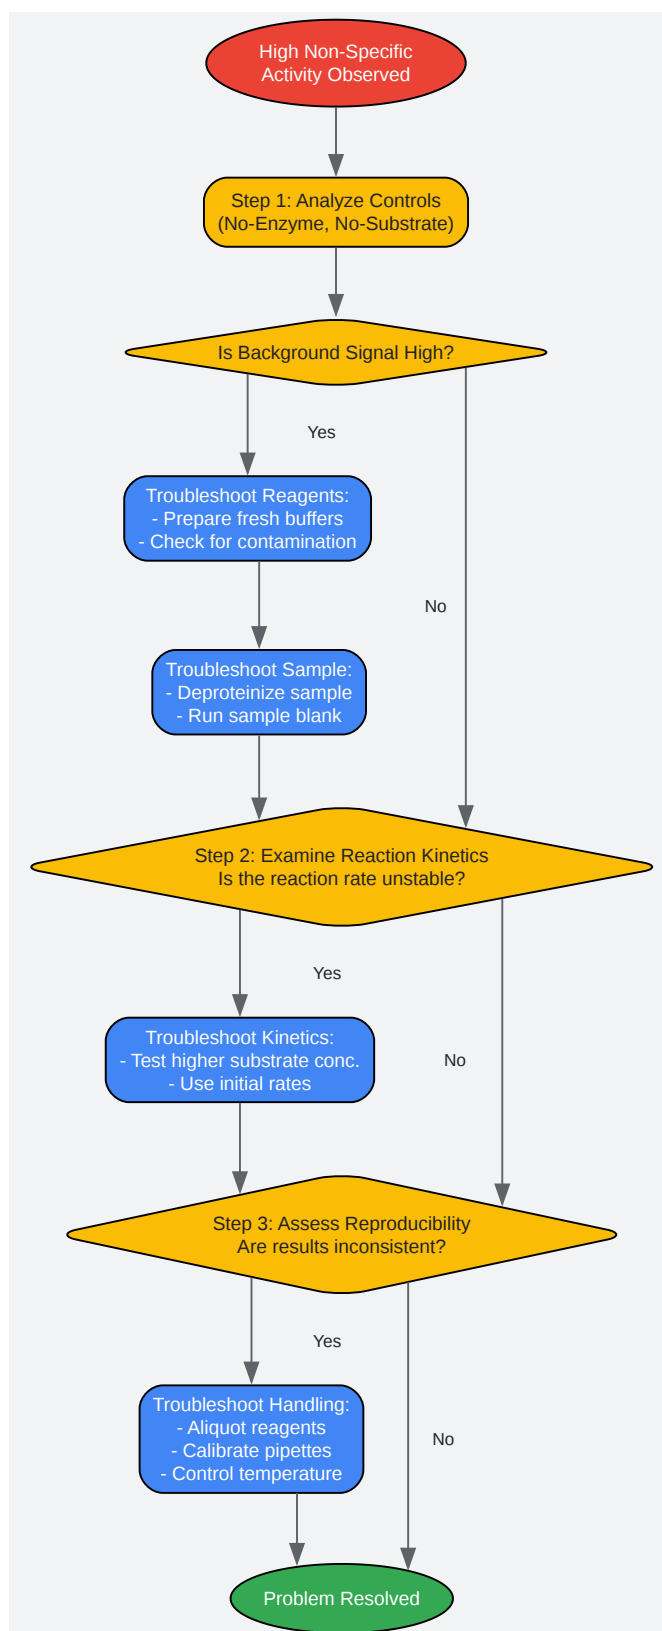 High Non-Specific
Activity Observed
Step 1: Analyze Controls
(No-Enzyme, No-Substrate)
Is Background Signal High?
Yes
Troubleshoot Reagents:
- Prepare fresh buffers
- Check for contamination
No
Troubleshoot Sample:
- Deproteinize sample
- Run sample blank
Step 2: Examine Reaction Kinetics
Is the reaction rate unstable?
Yes
Troubleshoot Kinetics:
- Test higher substrate conc.
- Use initial rates
No
Step 3: Assess Reproducibility
Are results inconsistent?
Yes
Troubleshoot Handling:
- Aliquot reagents
- Calibrate pipettes
- Control temperature
No
Problem Resolved